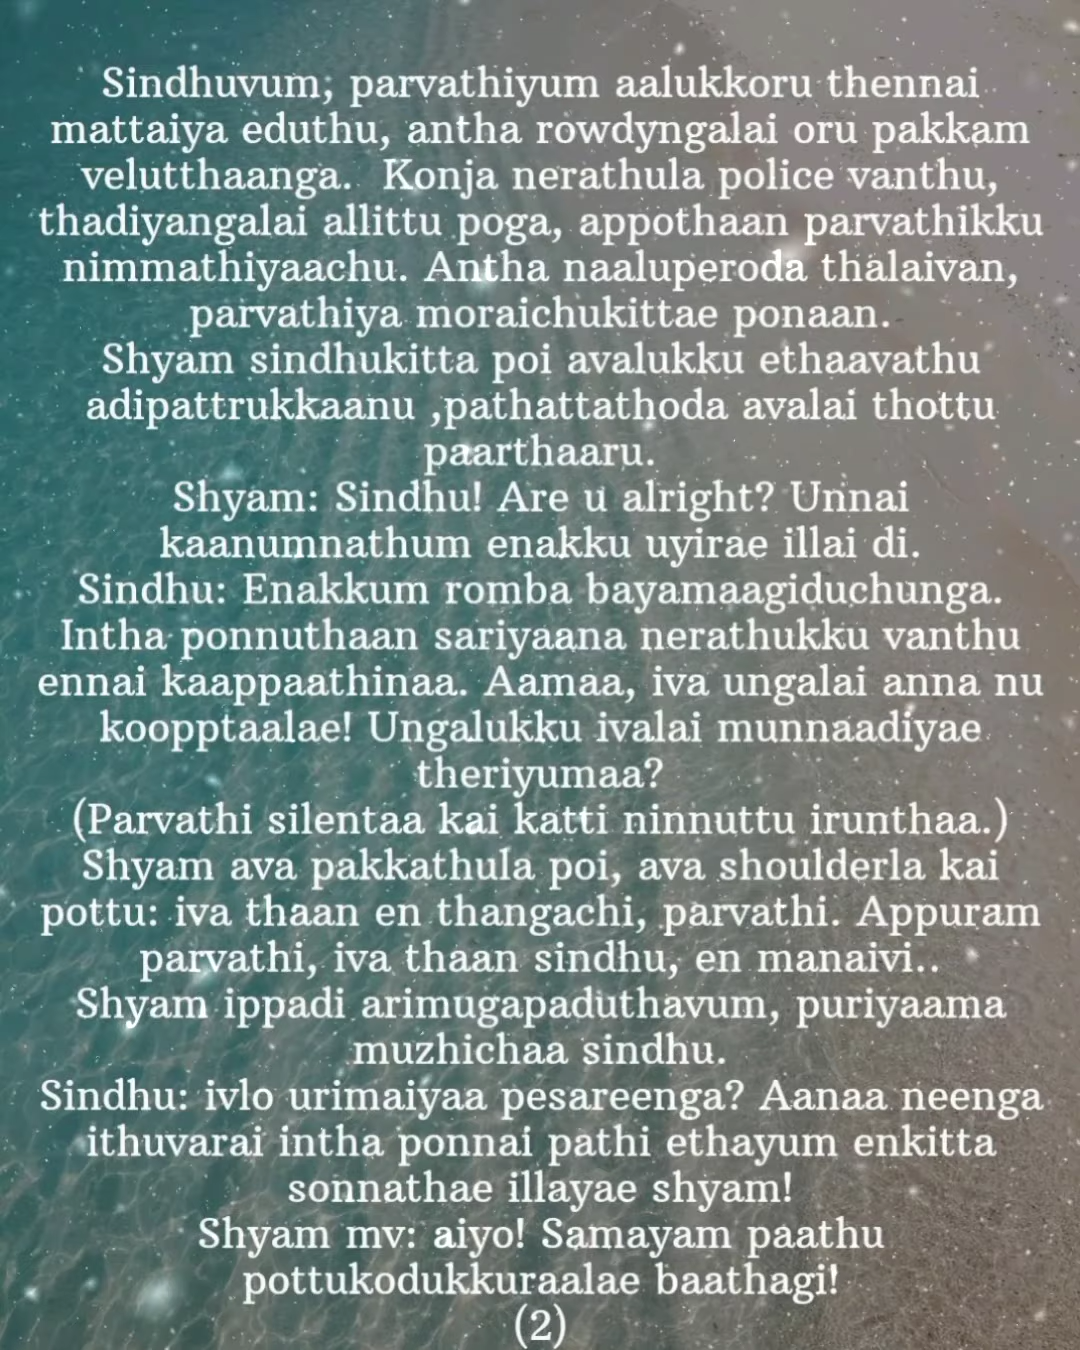 Sindhuvum, parvathiyum aalukkoru thennai
mattaiya eduthu, antha rowdyngalai oru pakkam
velutthaanga. Konja nerathula police vanthu,
thadiyangalai allittu poga, appothaan parvathikku
nimmathiyaachu. Antha naaluperoda thalaivan,
parvathiya moraichukittae ponaan.
Shyam sindhukitta poi avalukku ethaavathu
adipattrukkaanu ,pathattathoda avalai thottu
paarthaaru.
Shyam: Sindhu! Are u alright? Unnai
kaanumnathum enakku uyirae illai di.
Sindhu: Enakkum romba bayamaagiduchunga.
Intha ponnuthaan sariyaana nerathukku vanthu
ennai kaappaathinaa. Aamaa, iva ungalai anna nu
koopptaalae! Ungalukku ivalai munnaadiyae
theriyumaa?
(Parvathi silentaa kai katti ninnuttu irunthaa.)
Shyam ava pakkathula poi, ava shoulderla kai
pottu: iva thaan en thangachi, parvathi. Appuram
parvathi, iva thaan sindhu, en manaivi..
Shyam ippadi arimugapaduthavum, puriyaama
muzhichaa sindhu.
Sindhu: ivlo urimaiyaa pesareenga? Aanaa neenga
ithuvarai intha ponnai pathi ethayum enkitta
sonnathae illayae shyam!
Shyam mv: aiyo! Samayam paathu
pottukodukkuraalae baathagi!
(2)